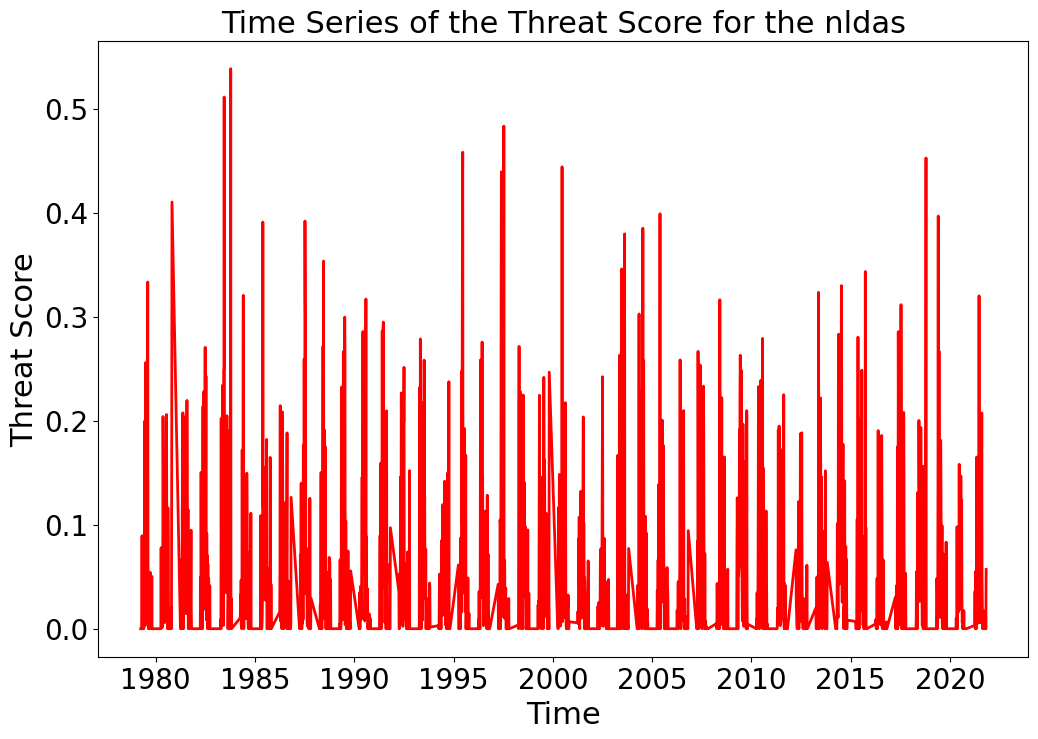 Time Series of the Threat Score for the nldas
0.5
0.4
0.3
0.2
0.1
0.0
Threat Score
1980 1985 1990 1995 2000 2005 2010 2015 2020
Time